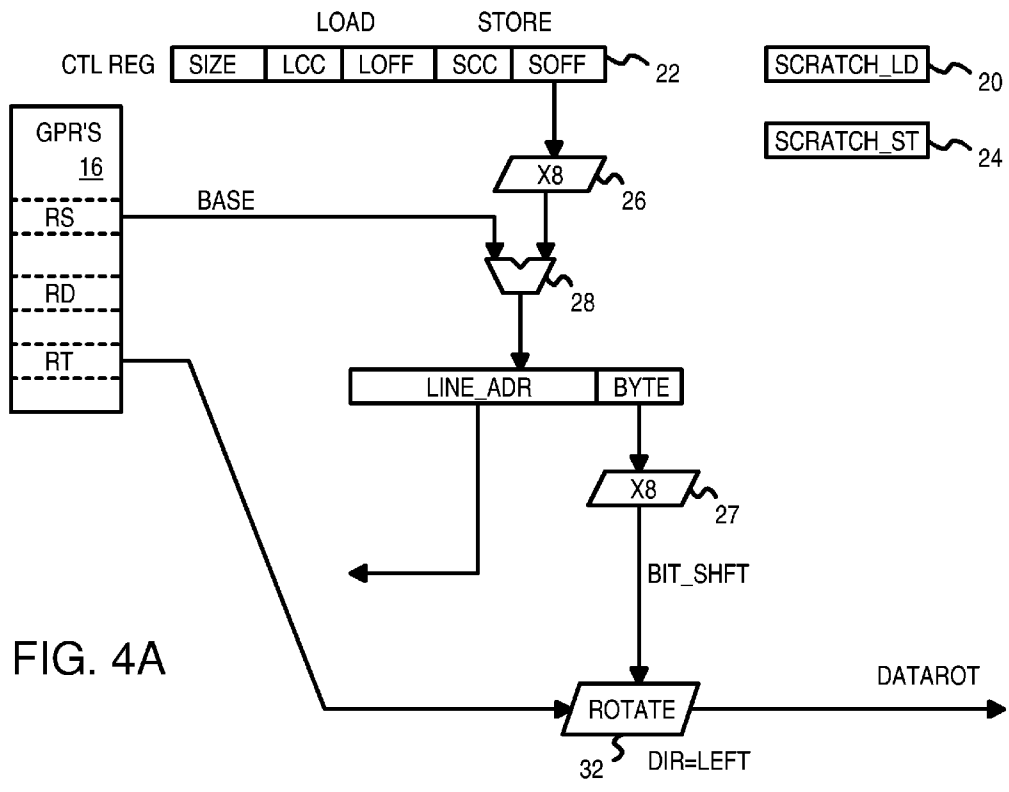 LOAD STORE
CTL REG SIZE LCC LOFF SCC SOFF 22 SCRATCH_LD 20
GPR'S
16
SCRATCH_ST 24
X8 26
RS BASE
RD
28
RT
LINE_ADR BYTE
X8 27
BIT_SHFT
FIG. 4A
DATAROT
ROTATE
32 DIR=LEFT